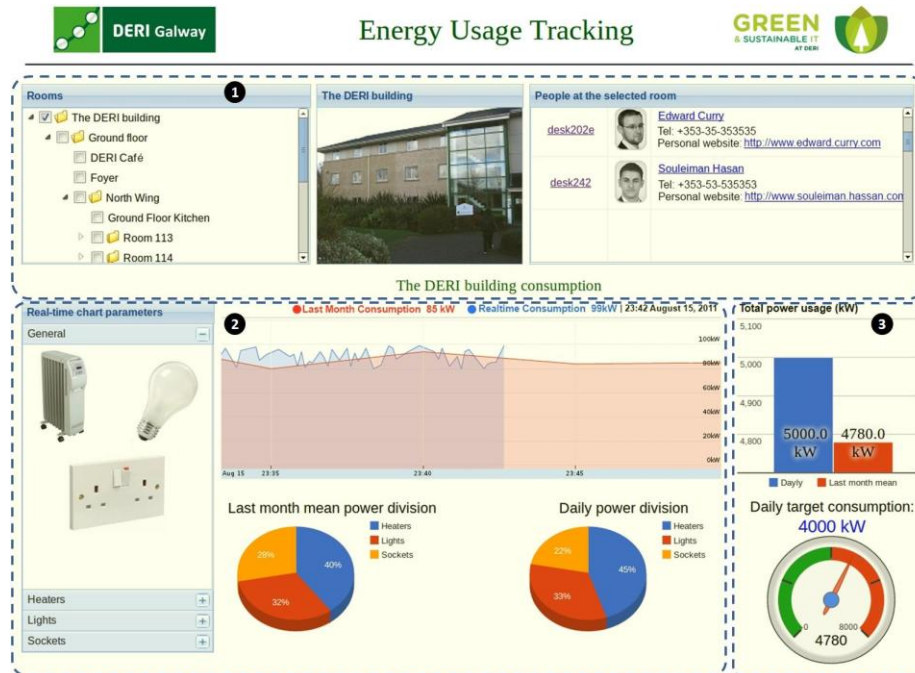 DERI Galway
Energy Usage Tracking
GREEN
& SUSTAINABLE IT
AT DERI
Rooms
1
The DERI building
Ground floor
DERI Café
Foyer
North Wing
Ground Floor Kitchen
Room 113
Room 114
The DERI building
People at the selected room
desk202e
Edward Curry
Tel: +353-35-353535
Personal website: http://www.edward.curry.com
desk242
Souleiman Hasan
Tel: +353-53-535353
Personal website: http://www.souleiman.hassan.con
The DERI building consumption
Real-time chart parameters
General
Heaters
Lights
Sockets
2
Last Month Consumption 85 kW
Realtime Consumption 99kW | 23:42 August 15, 2011
100kW
80kW
60kW
40kW
20kW
0kW
Aug 15 23:35 23:40 23:45
Last month mean power division
Heaters
Lights
Sockets
28%
40%
32%
Daily power division
Heaters
Lights
Sockets
22%
45%
33%
Total power usage (kW)
3
5,100
5,000
4,900
4,800
5000.0 kW
4780.0 kW
Dayly
Last month mean
Daily target consumption:
4000 kW
0
8000
4780